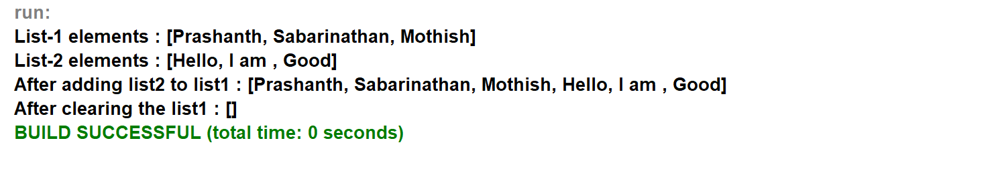 run:
List-1 elements : [Prashanth, Sabarinathan, Mothish]
List-2 elements : [Hello, I am , Good]
After adding list2 to list1 : [Prashanth, Sabarinathan, Mothish, Hello, I am , Good]
After clearing the list1 : []
BUILD SUCCESSFUL (total time: 0 seconds)